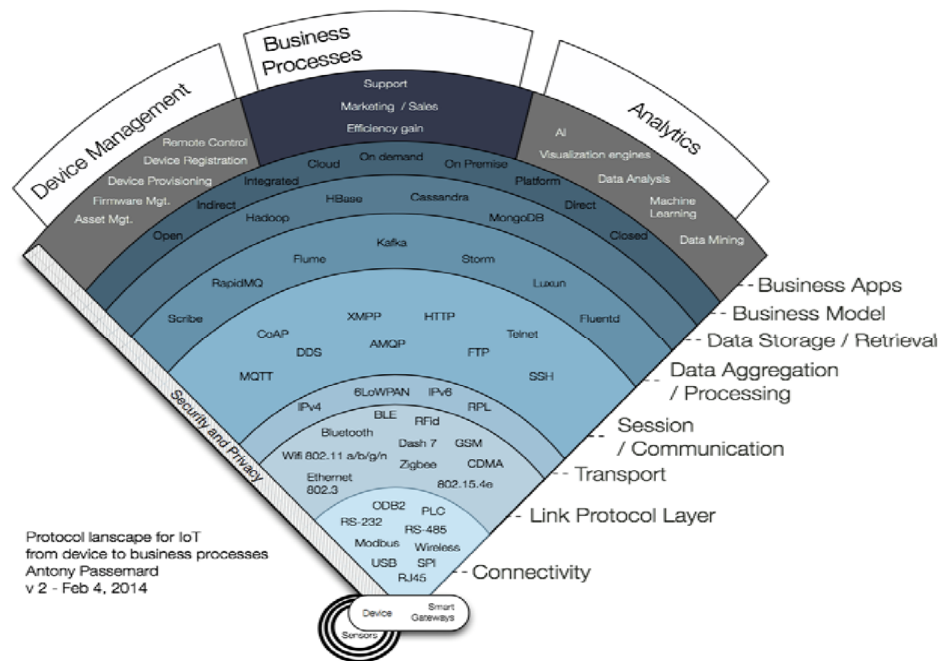 Business
Processes
Device Management
Analytics
Support
Marketing / Sales
Efficiency gain
Remote Control
Device Registration
Device Provisioning
Firmware Mgt.
Asset Mgt.
AI
Visualization engines
Data Analysis
Machine
Learning
Data Mining
Open
Indirect
Integrated
Cloud
On demand
On Premise
Platform
Direct
Closed
Hadoop
HBase
Cassandra
MongoDB
Scribe
RapidMQ
Flume
Kafka
Storm
Luxun
Fluentd
MQTT
CoAP
DDS
XMPP
AMQP
HTTP
FTP
Telnet
SSH
IPv4
6LoWPAN
IPv6
RPL
BLE
RFid
Bluetooth
Dash 7
GSM
Wifi 802.11 a/b/g/n
Zigbee
CDMA
Ethernet
802.3
802.15.4e
ODB2
PLC
RS-232
RS-485
Modbus
Wireless
USB
SPI
RJ45
Security and Privacy
Business Apps
Business Model
Data Storage / Retrieval
Data Aggregation
/ Processing
Session
/ Communication
Transport
Link Protocol Layer
Connectivity
Device
Smart
Gateways
Sensors
Protocol lanscape for IoT
from device to business processes
Antony Passemard
v 2 - Feb 4, 2014